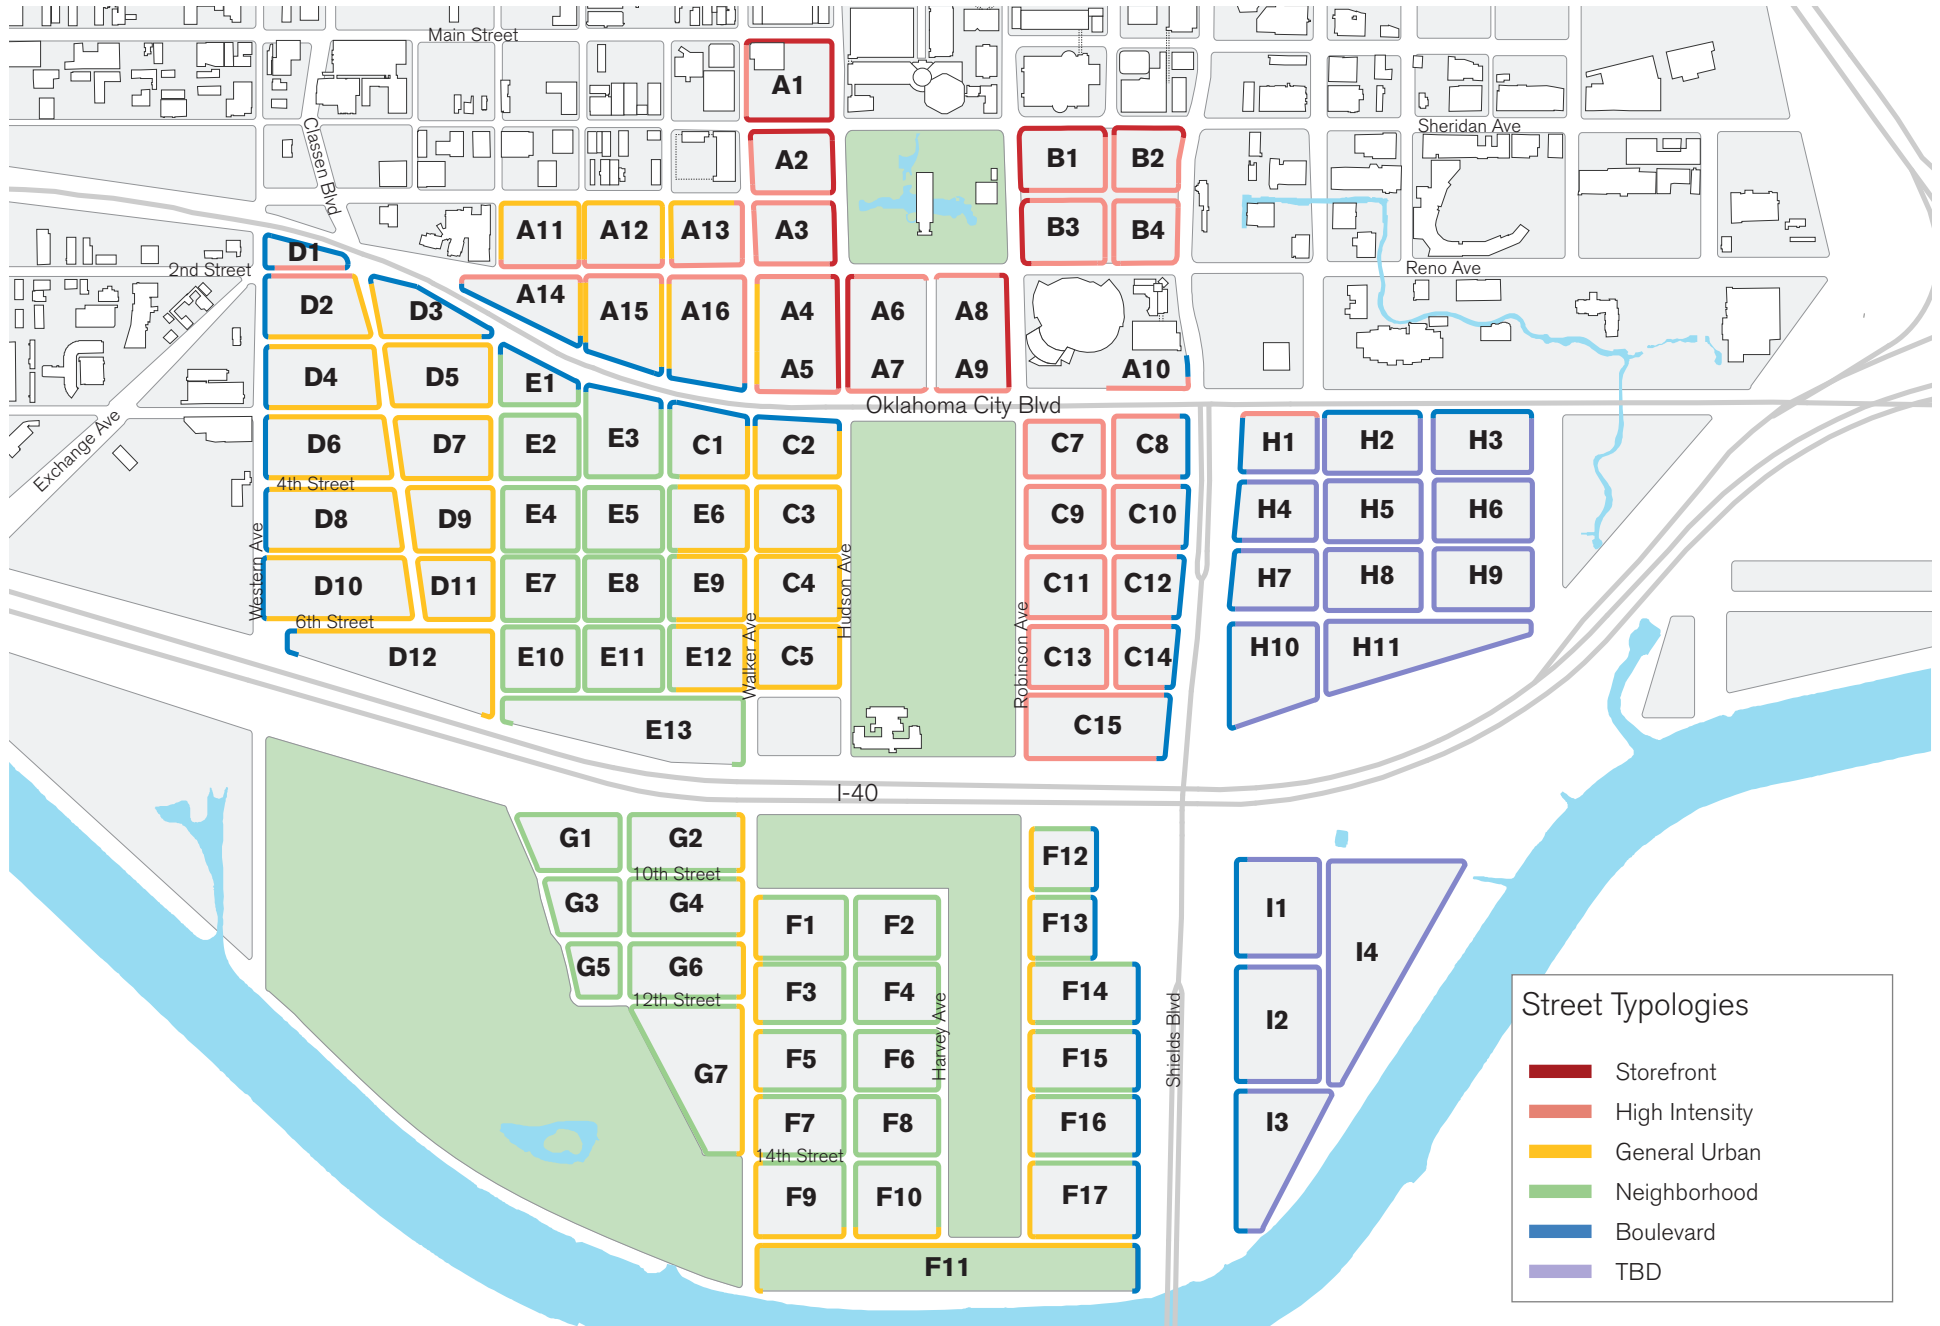 Main Street
A1
Sheridan Ave
Classen Blvd
A2
B1
B2
A11
A12
A13
A3
B3
B4
D1
2nd Street
Reno Ave
D2
D3
A14
A15
A16
A4
A6
A8
A5
A7
A9
A10
D4
D5
E1
Oklahoma City Blvd
Exchange Ave
D6
D7
E2
E3
C1
C2
C7
C8
H1
H2
H3
4th Street
D8
D9
E4
E5
E6
C3
C9
C10
H4
H5
H6
Western Ave
Hudson Ave
D10
D11
E7
E8
E9
C4
C11
C12
H7
H8
H9
6th Street
Walker Ave
Robinson Ave
D12
E10
E11
E12
C5
C13
C14
H10
H11
E13
C15
I-40
G1
G2
F12
10th Street
G3
G4
F1
F2
F13
I1
G5
G6
I4
12th Street
F3
F4
F14
Harvey Ave
Shields Blvd
I2
G7
F5
F6
F15
F7
F8
F16
I3
14th Street
F9
F10
F17
F11
Street Typologies
Storefront
High Intensity
General Urban
Neighborhood
Boulevard
TBD